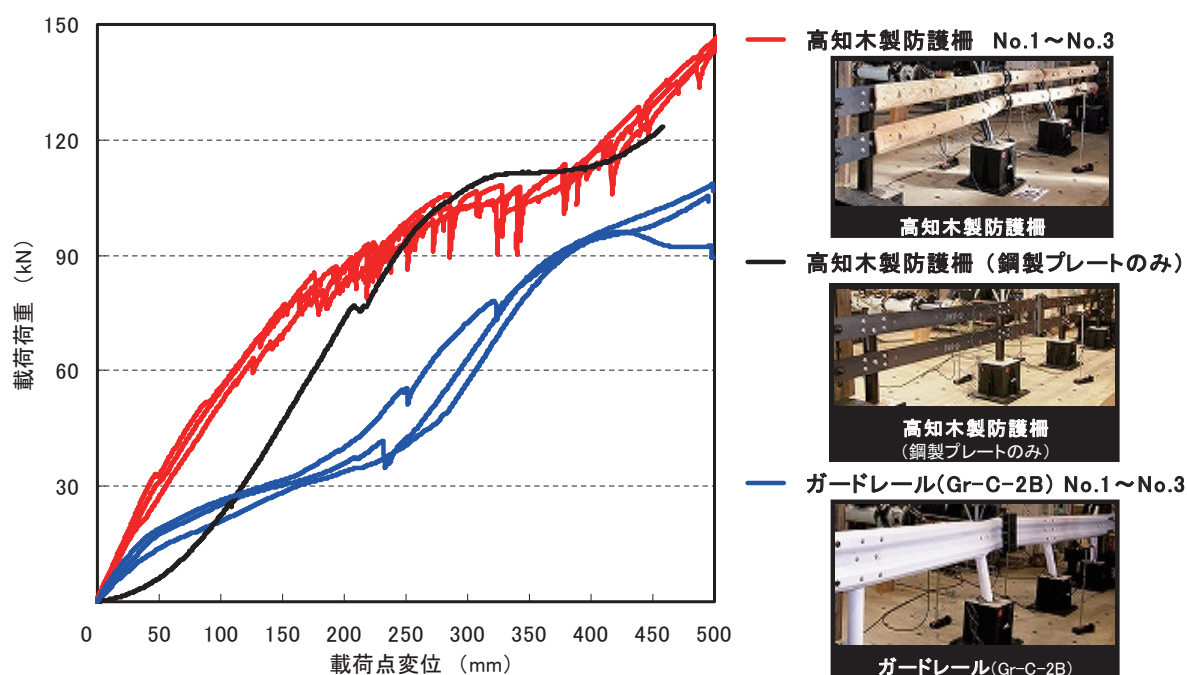 150
120
90
60
30
載荷荷重 (kN)
0 50 100 150 200 250 300 350 400 450 500
載荷点変位 (mm)
高知木製防護柵 No.1～No.3
高知木製防護柵
高知木製防護柵（鋼製プレートのみ）
高知木製防護柵
（鋼製プレートのみ）
ガードレール(Gr-C-2B) No.1～No.3
ガードレール(Gr-C-2B)